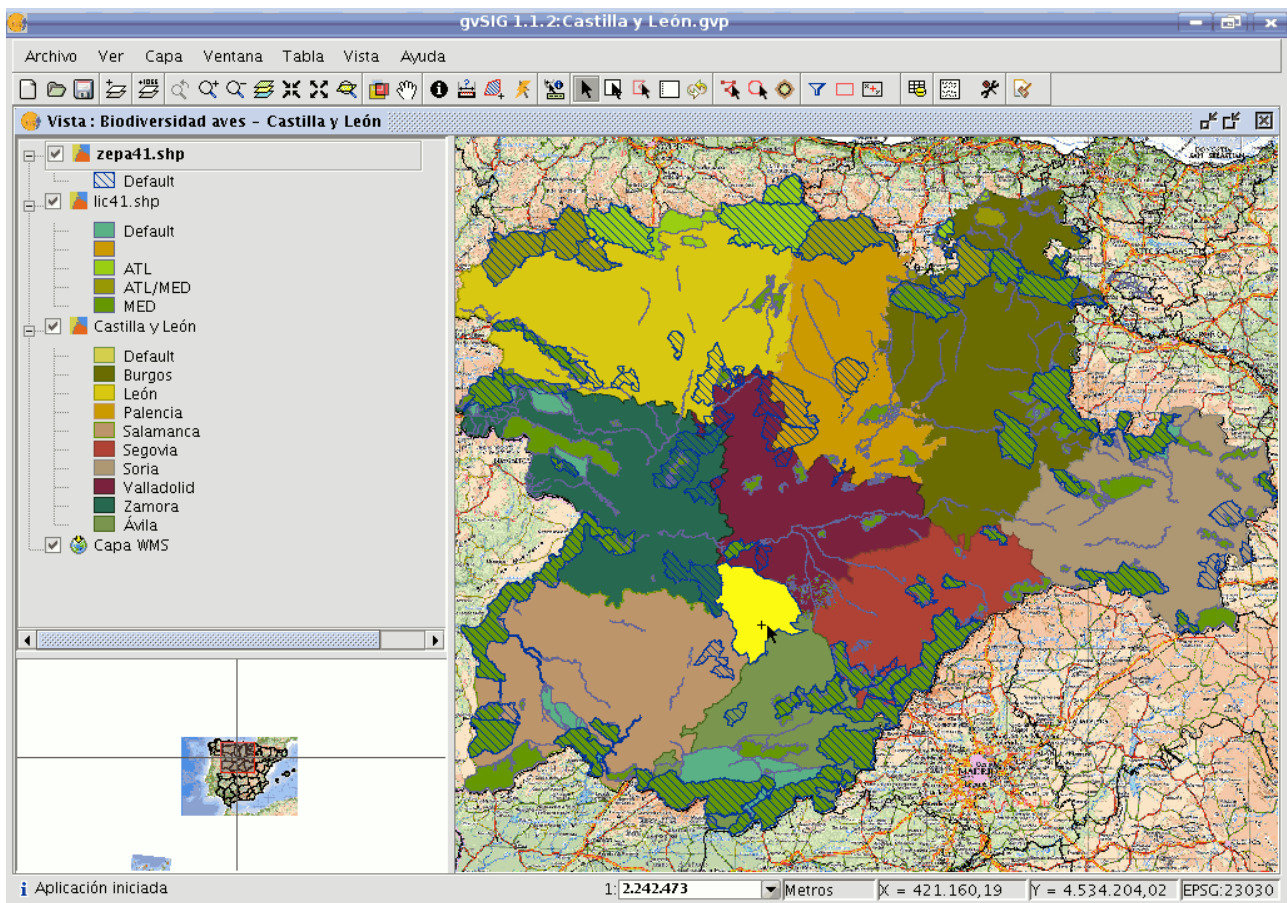 gvSIG 1.1.2:Castilla y León.gvp
Archivo Ver Capa Ventana Tabla Vista Ayuda
Vista : Biodiversidad aves – Castilla y León
zepa41.shp
Default
lic41.shp
Default
ATL
ATL/MED
MED
Castilla y León
Default
Burgos
León
Palencia
Salamanca
Segovia
Soria
Valladolid
Zamora
Ávila
Capa WMS
MADRID
Aplicación iniciada
1: 2.242.473
Metros
X = 421.160,19
Y = 4.534.204,02
EPSG:23030